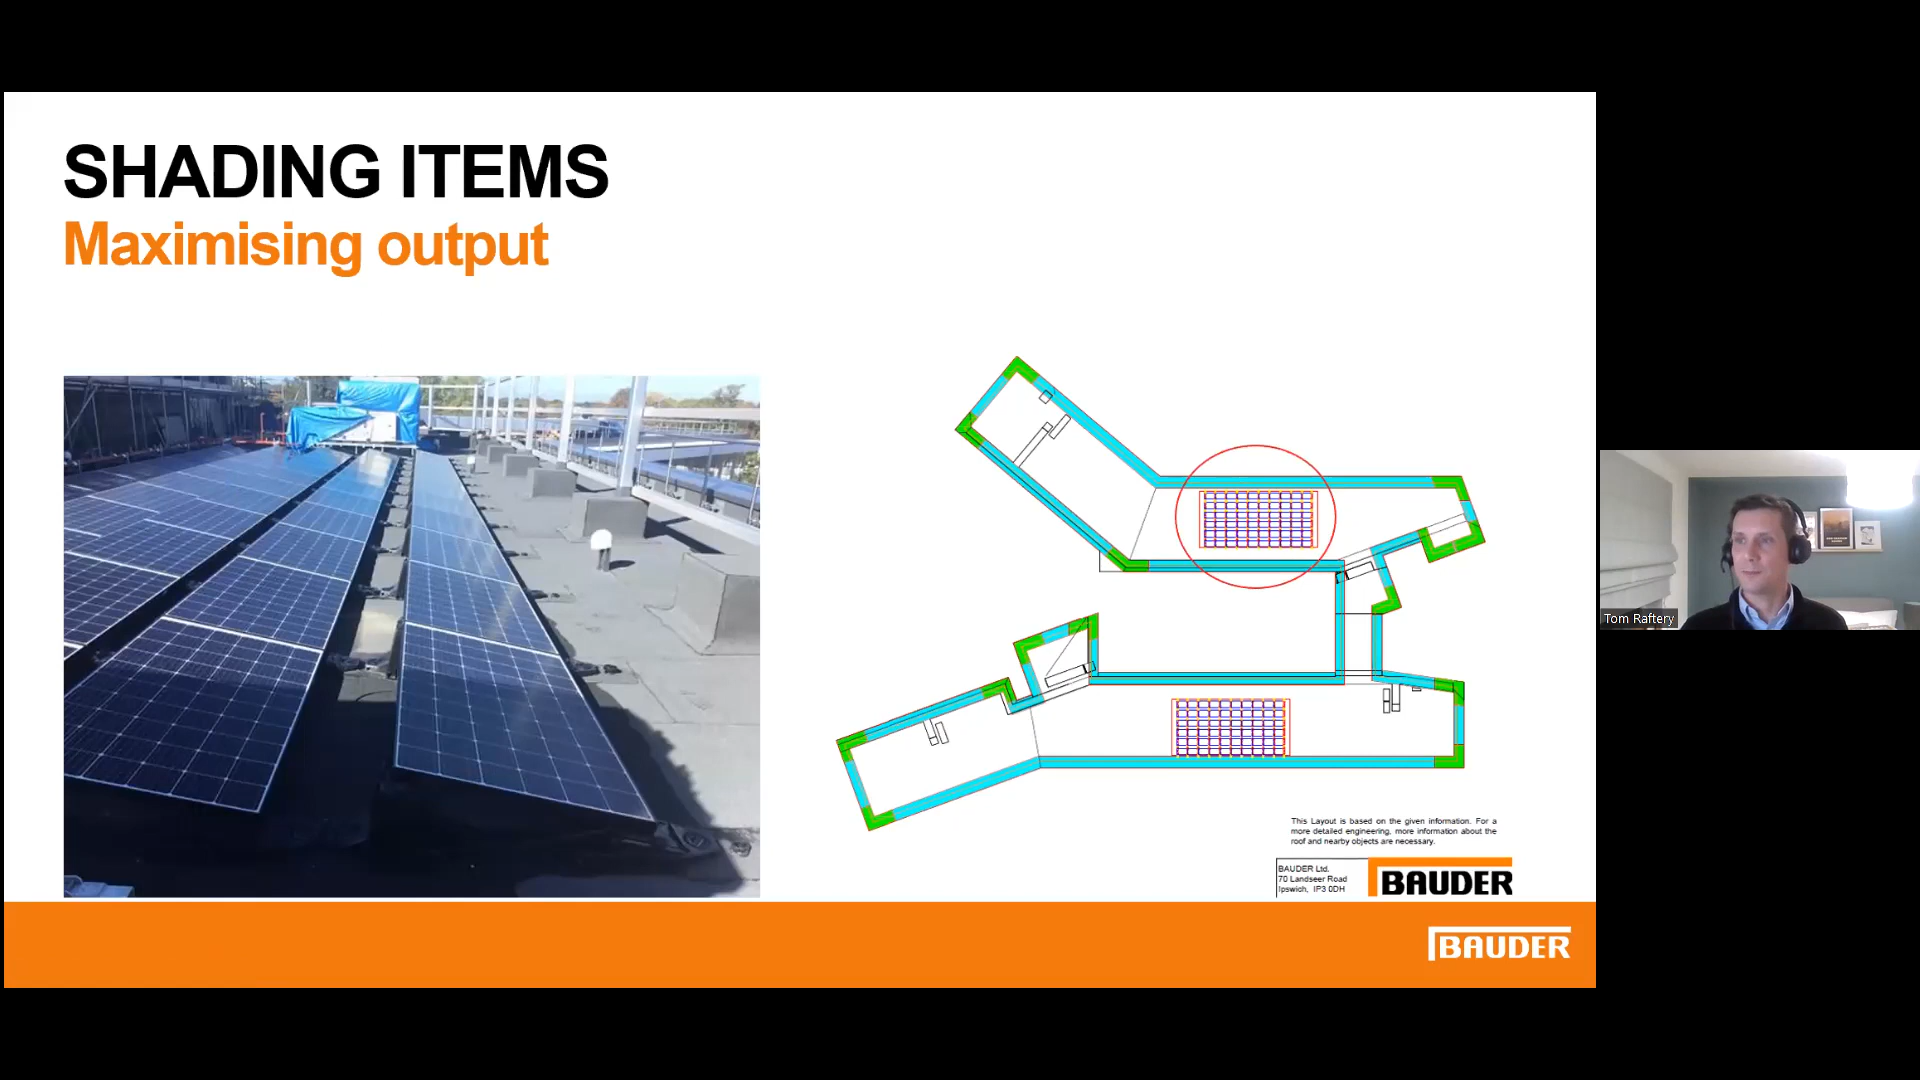 SHADING ITEMS
Maximising output
This Layout is based on the given information. For a
more detailed engineering, more information about the
roof and nearby objects are necessary.
BAUDER Ltd.
70 Landseer Road
Ipswich, IP3 0DH
BAUDER
BAUDER
Tom Raftery